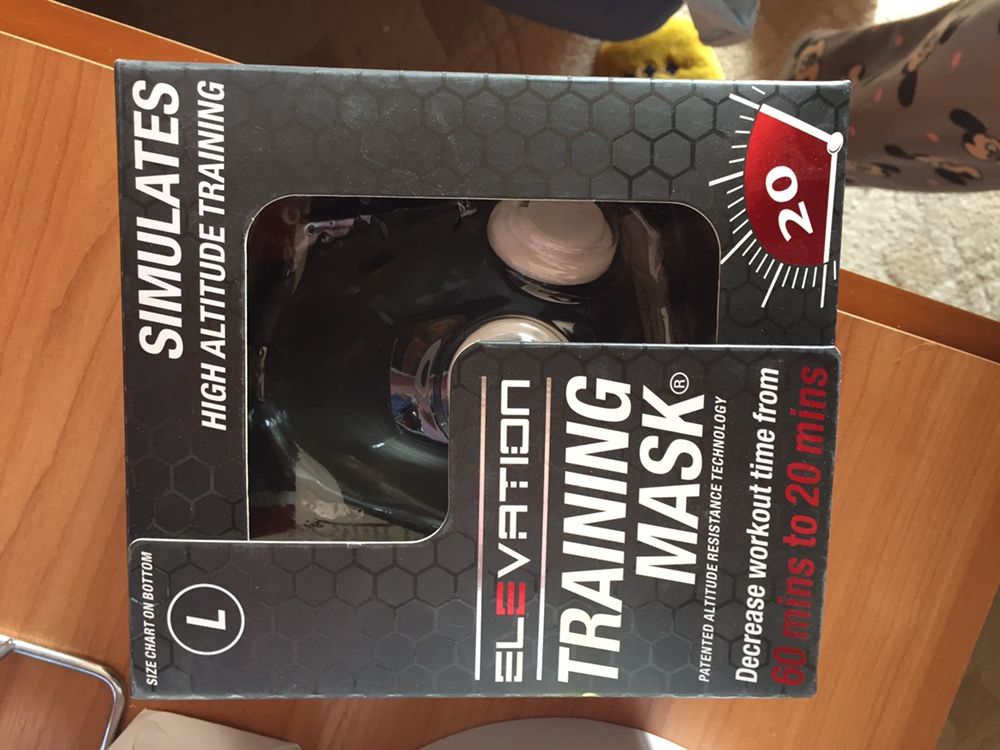 SIMULATES
HIGH ALTITUDE TRAINING
20
SIZE CHART ON BOTTOM
L
ELEVATION
TRAINING
MASK®
PATENTED ALTITUDE RESISTANCE TECHNOLOGY
Decrease workout time from
60 mins to 20 mins